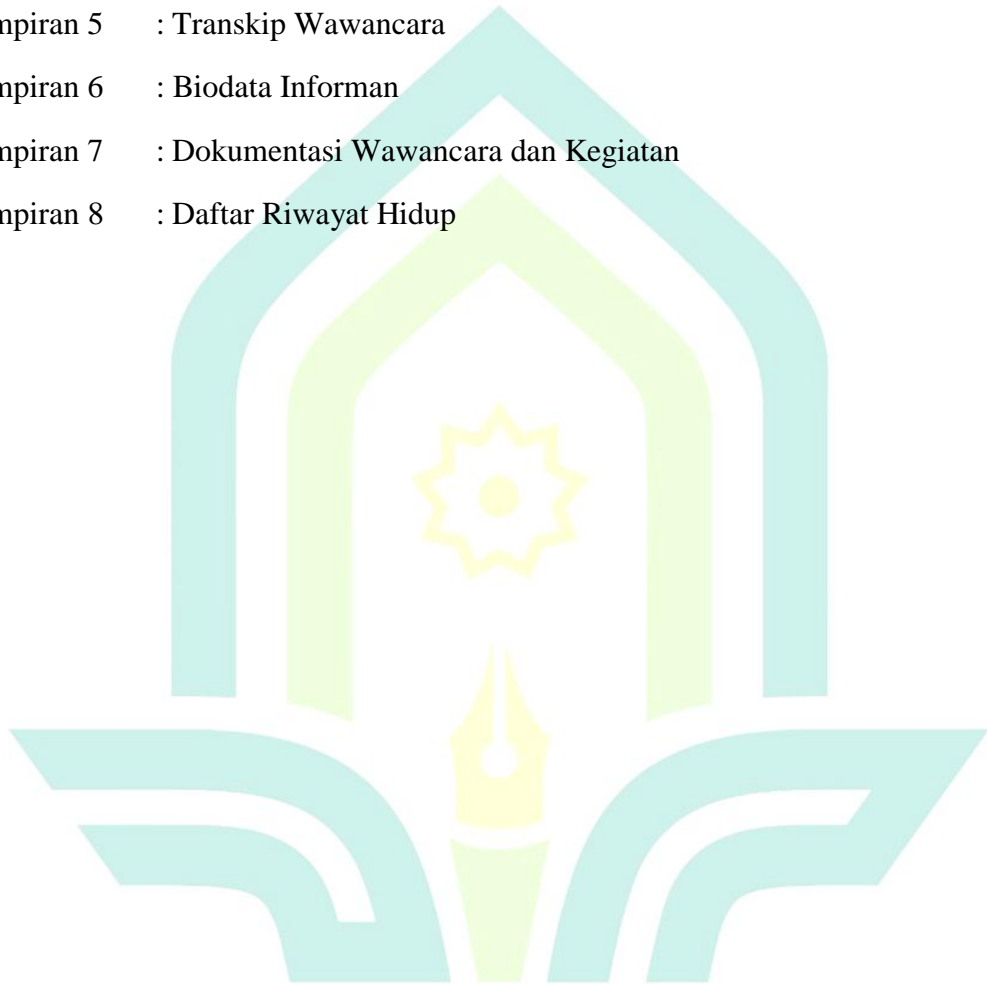 mpiran 5 : Transkip Wawancara
mpiran 6 : Biodata Informan
mpiran 7 : Dokumentasi Wawancara dan Kegiatan
mpiran 8 : Daftar Riwayat Hidup